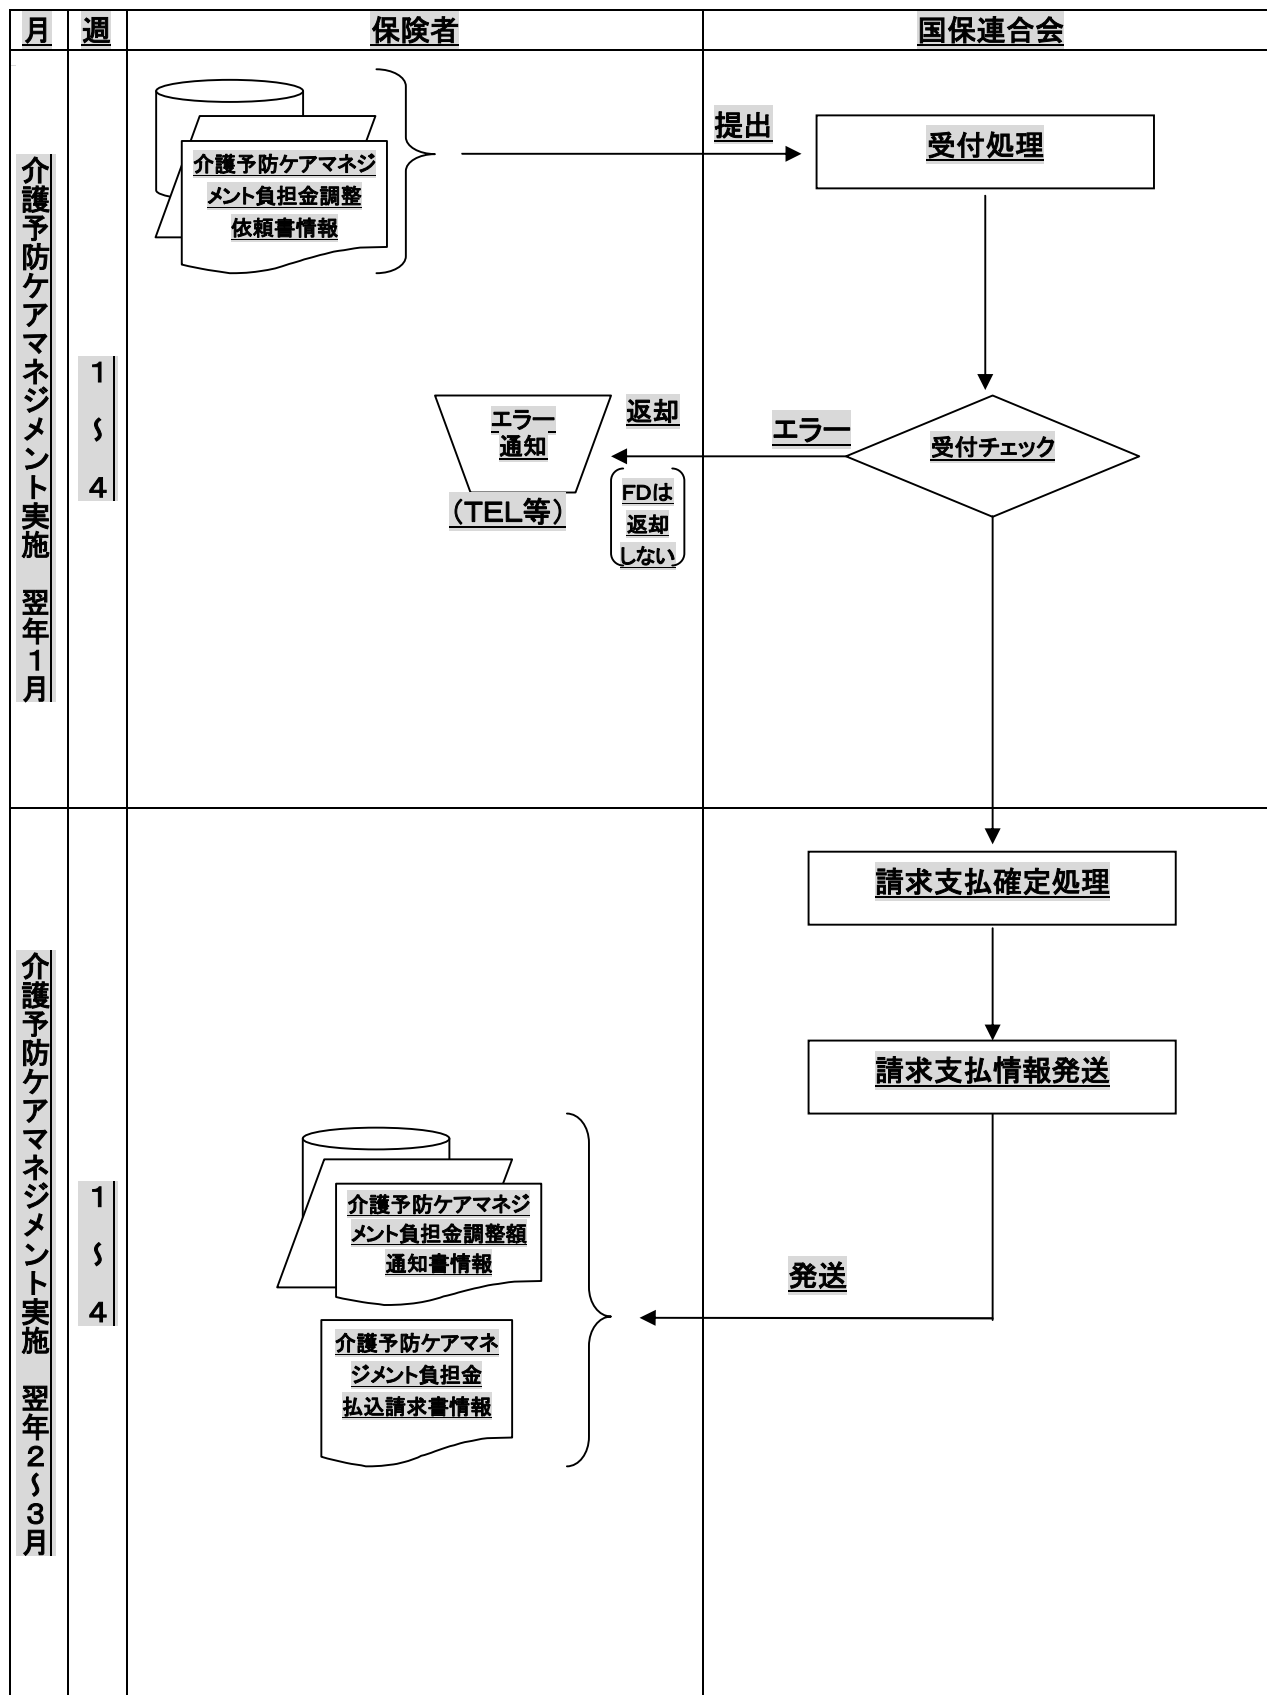 月 週 保険者 国保連合会
介護予防ケアマネジメント実施　翌年１月
１～４
介護予防ケアマネジ
メント負担金調整
依頼書情報
提出
受付処理
受付チェック
エラー
返却
エラー
通知
（TEL等）
FDは
返却
しない
介護予防ケアマネジメント実施　翌年２～３月
１～４
請求支払確定処理
請求支払情報発送
発送
介護予防ケアマネジ
メント負担金調整額
通知書情報
介護予防ケアマネ
ジメント負担金
払込請求書情報